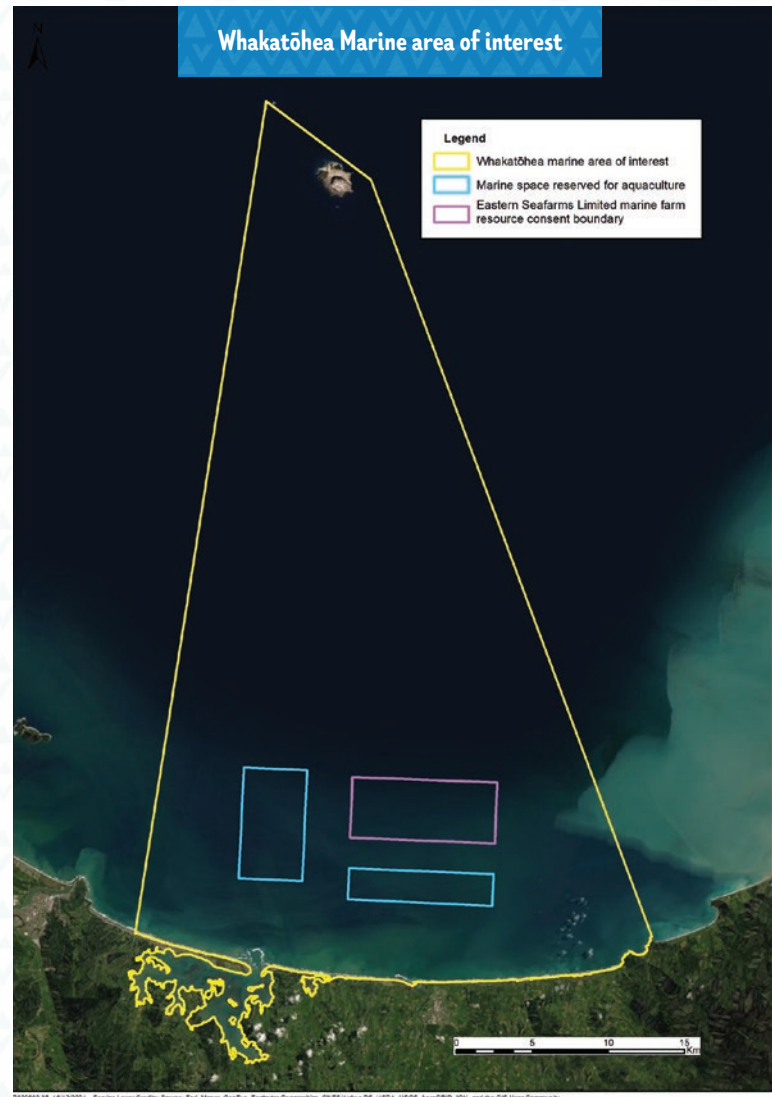 Whakatōhea Marine area of interest
N
Legend
Whakatōhea marine area of interest
Marine space reserved for aquaculture
Eastern Seafarms Limited marine farm
resource consent boundary
0 5 10 15
Km